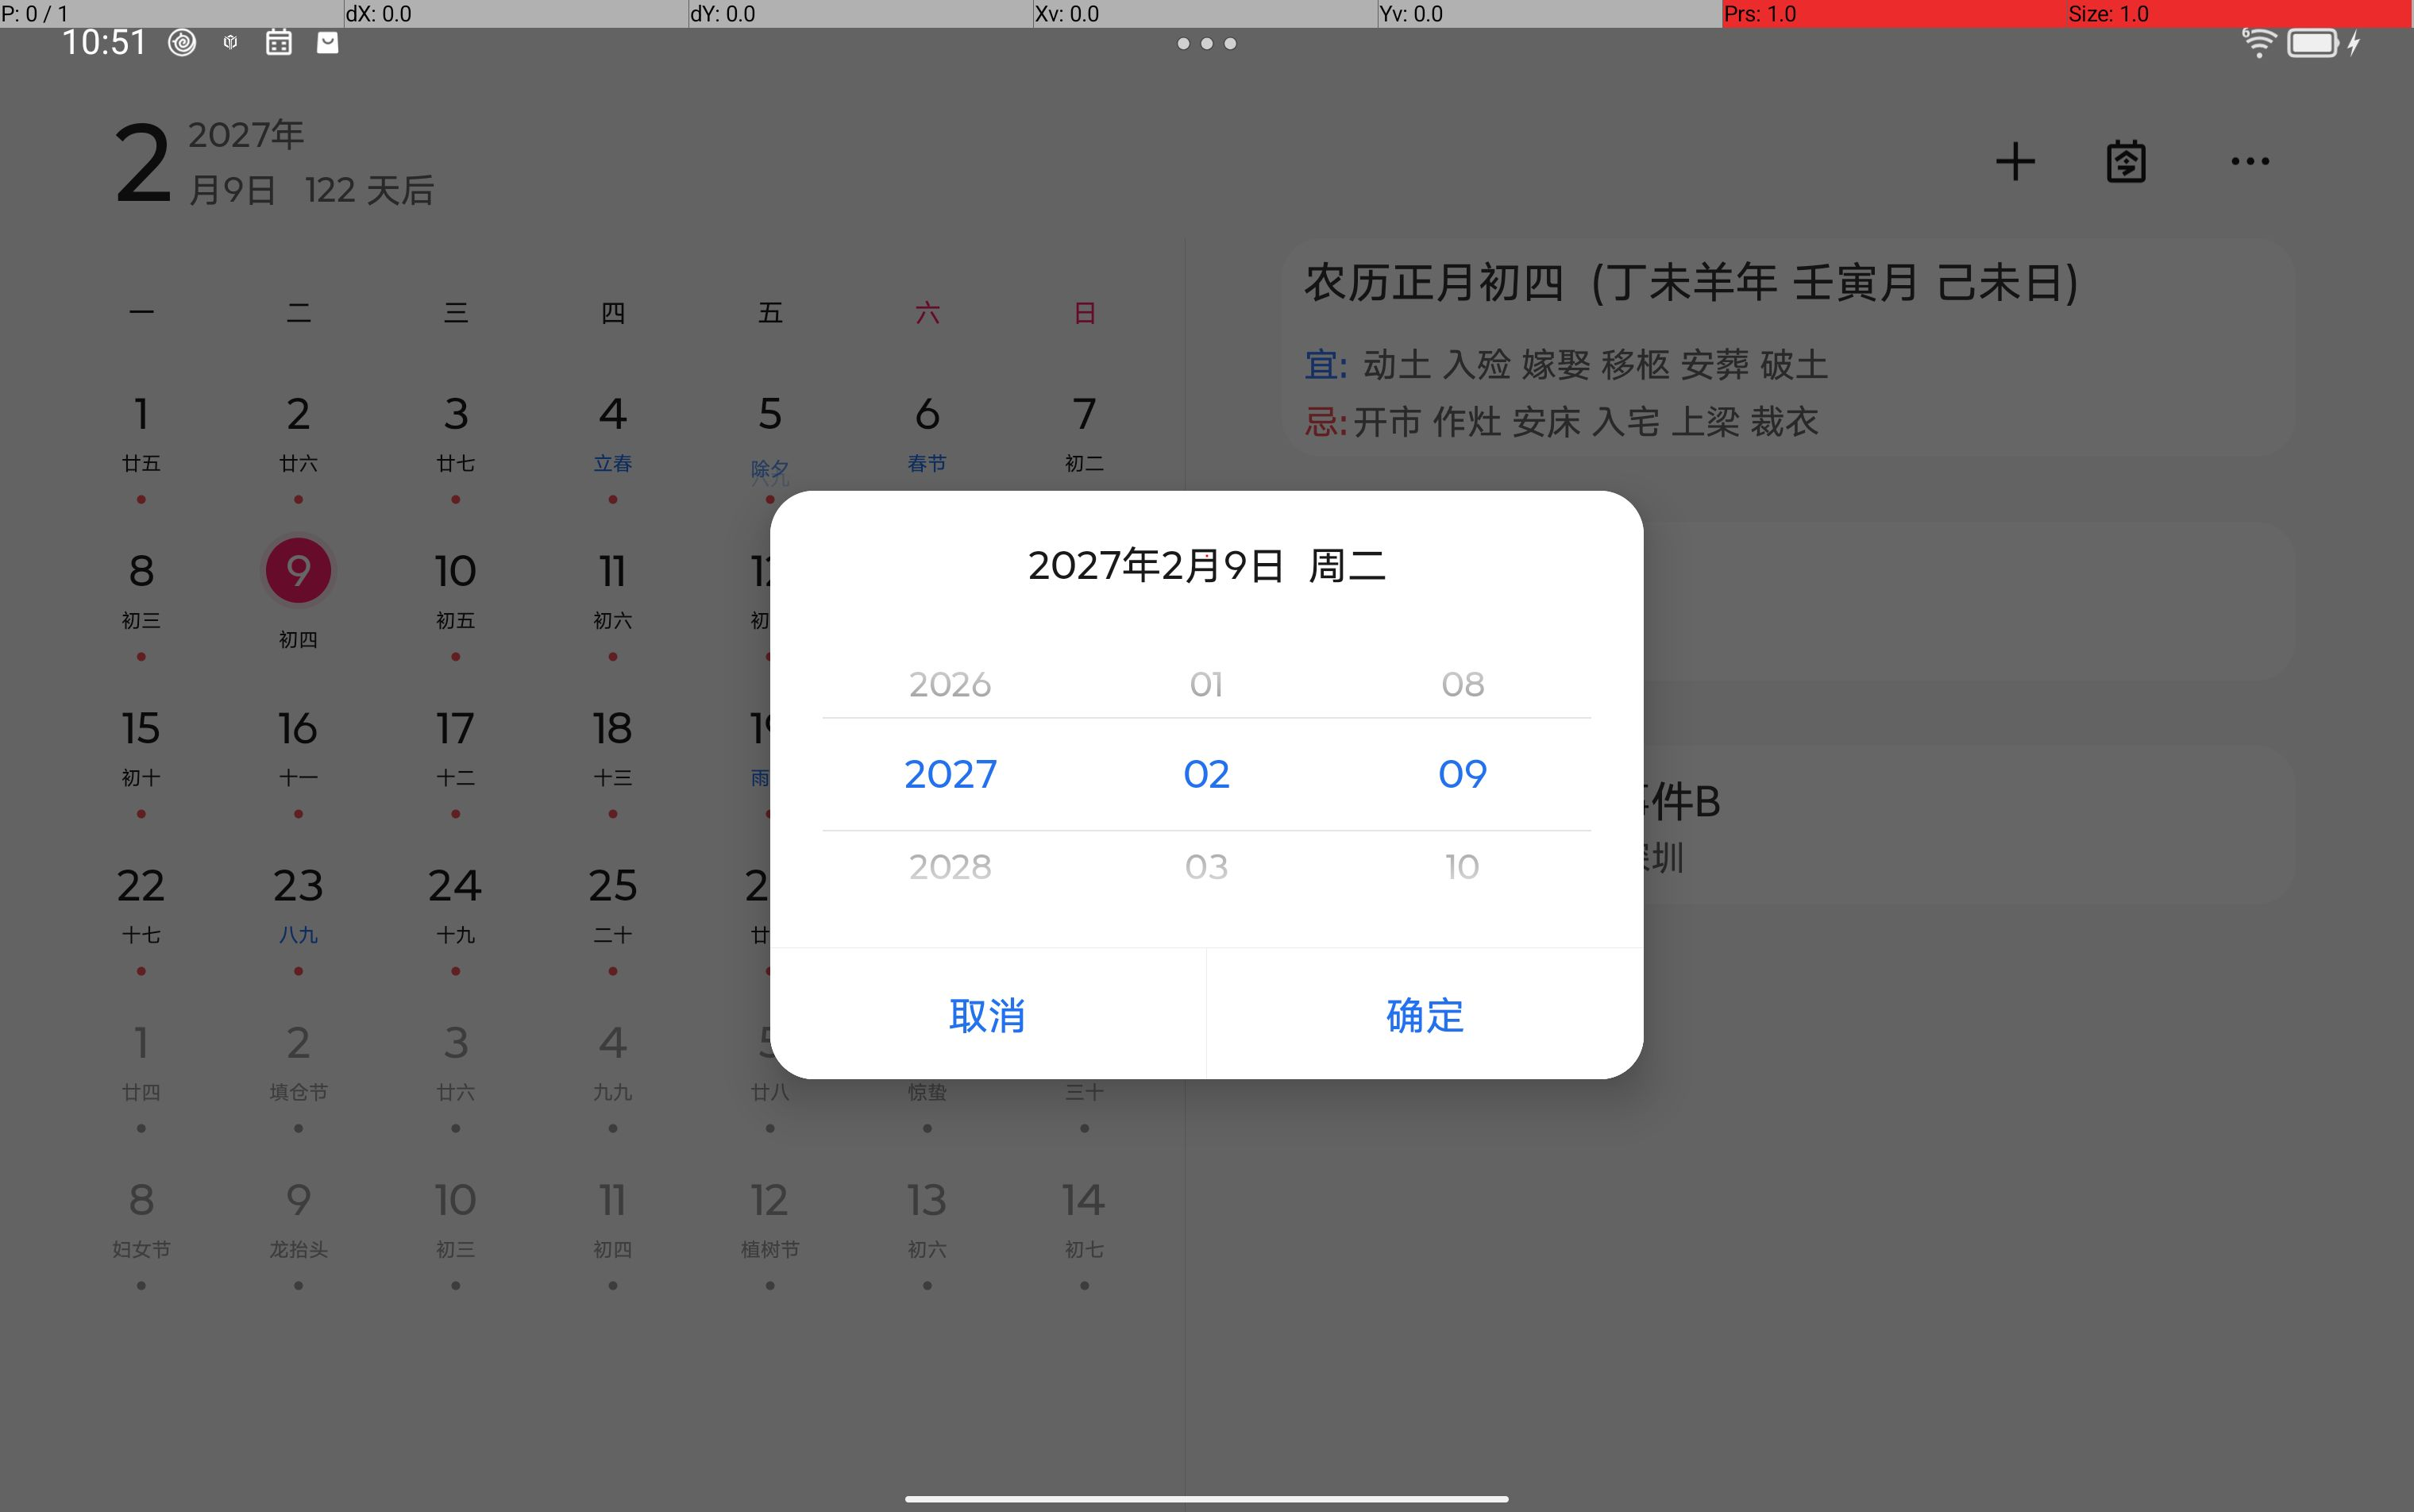 P: 0 / 1 dX: 0.0 dY: 0.0 Xv: 0.0 Yv: 0.0 Prs: 1.0 Size: 1.0
10:51 6
2 2027年
月9日 122 天后
一 二 三 四 五 六 日
1 2 3 4 5 6 7
廿五 廿六 廿七 立春 除夕 春节 初二
8 9 10 11
初三 初四 初五 初六 初
15 16 17 18
初十 十一 十二 十三 雨
22 23 24 25 2
十七 八九 十九 二十 廿
1 2 3 4 5
廿四 填仓节 廿六 九九 廿八 惊蛰 三十
8 9 10 11 12 13 14
妇女节 龙抬头 初三 初四 植树节 初六 初七
农历正月初四 (丁未羊年 壬寅月 己未日)
宜: 动土 入殓 嫁娶 移柩 安葬 破土
忌: 开市 作灶 安床 入宅 上梁 裁衣
件B
圳
2027年2月9日 周二
2026 01 08
2027 02 09
2028 03 10
取消 确定